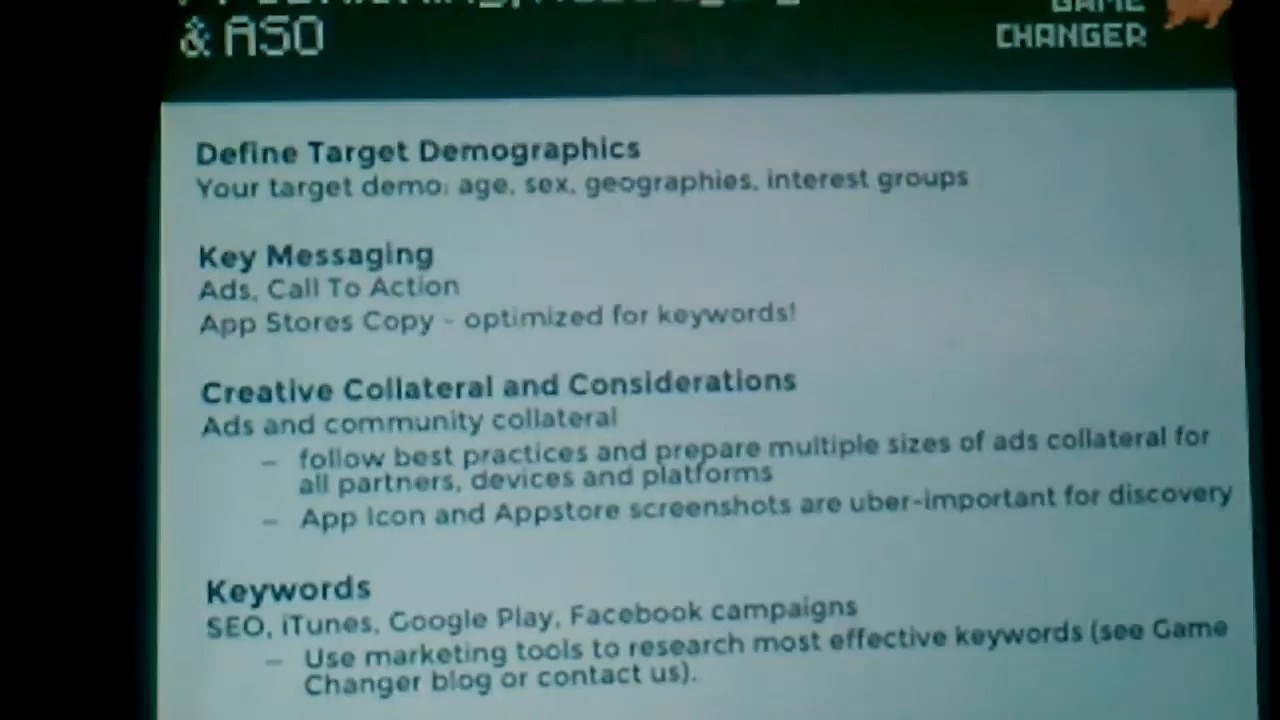 & ASO
GAME
CHANGER
Define Target Demographics
Your target demo: age, sex, geographies, interest groups
Key Messaging
Ads, Call To Action
App Stores Copy - optimized for keywords!
Creative Collateral and Considerations
Ads and community collateral
– follow best practices and prepare multiple sizes of ads collateral for
all partners, devices and platforms
– App Icon and Appstore screenshots are uber-important for discovery
Keywords
SEO, iTunes, Google Play, Facebook campaigns
– Use marketing tools to research most effective keywords (see Game
Changer blog or contact us).